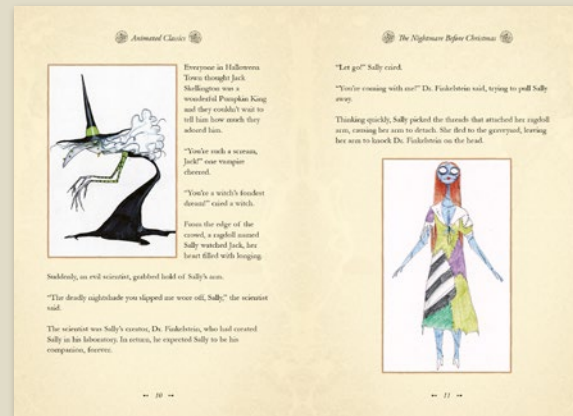 Animated Classics
Everyone in Halloween
Town thought Jack
Skellington was a
wonderful Pumpkin King
and they couldn't wait to
tell him how much they
adored him.
"You're such a scream,
Jack!" one vampire
cheered.
"You're a witch's fondest
dream!" cried a witch.
From the edge of the
crowd, a ragdoll named
Sally watched Jack, her
heart filled with longing.
Suddenly, an evil scientist, grabbed hold of Sally's arm.
"The deadly nightshade you slipped me wore off, Sally," the scientist
said.
The scientist was Sally's creator, Dr. Finkelstein, who had created
Sally in his laboratory. In return, he expected Sally to be his
companion, forever.
10
The Nightmare Before Christmas
"Let go!" Sally cried.
"You're coming with me!" Dr. Finkelstein said, trying to pull Sally
away.
Thinking quickly, Sally picked the threads that attached her ragdoll
arm, causing her arm to detach. She fled to the graveyard, leaving
her arm to knock Dr. Finkelstein on the head.
11